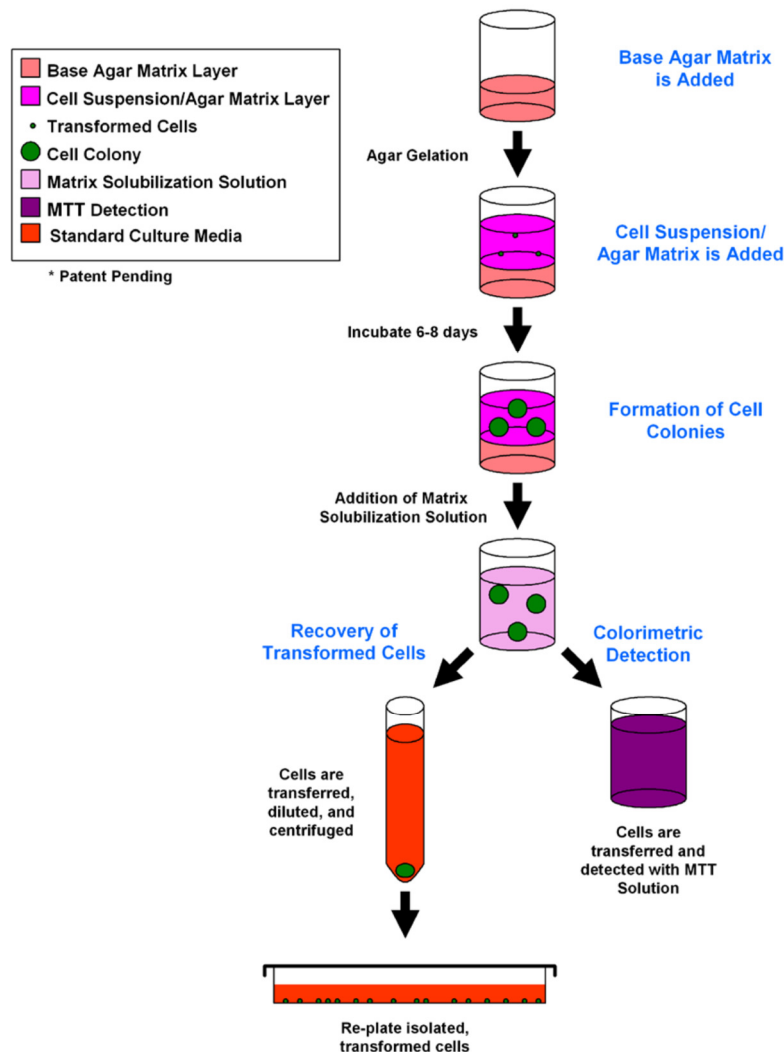 Base Agar Matrix Layer
Cell Suspension/Agar Matrix Layer
Transformed Cells
Cell Colony
Matrix Solubilization Solution
MTT Detection
Standard Culture Media
* Patent Pending
Base Agar Matrix
is Added
Agar Gelation
Cell Suspension/
Agar Matrix is Added
Incubate 6-8 days
Formation of Cell
Colonies
Addition of Matrix
Solubilization Solution
Recovery of
Transformed Cells
Colorimetric
Detection
Cells are
transferred,
diluted, and
centrifuged
Cells are
transferred and
detected with MTT
Solution
Re-plate isolated,
transformed cells